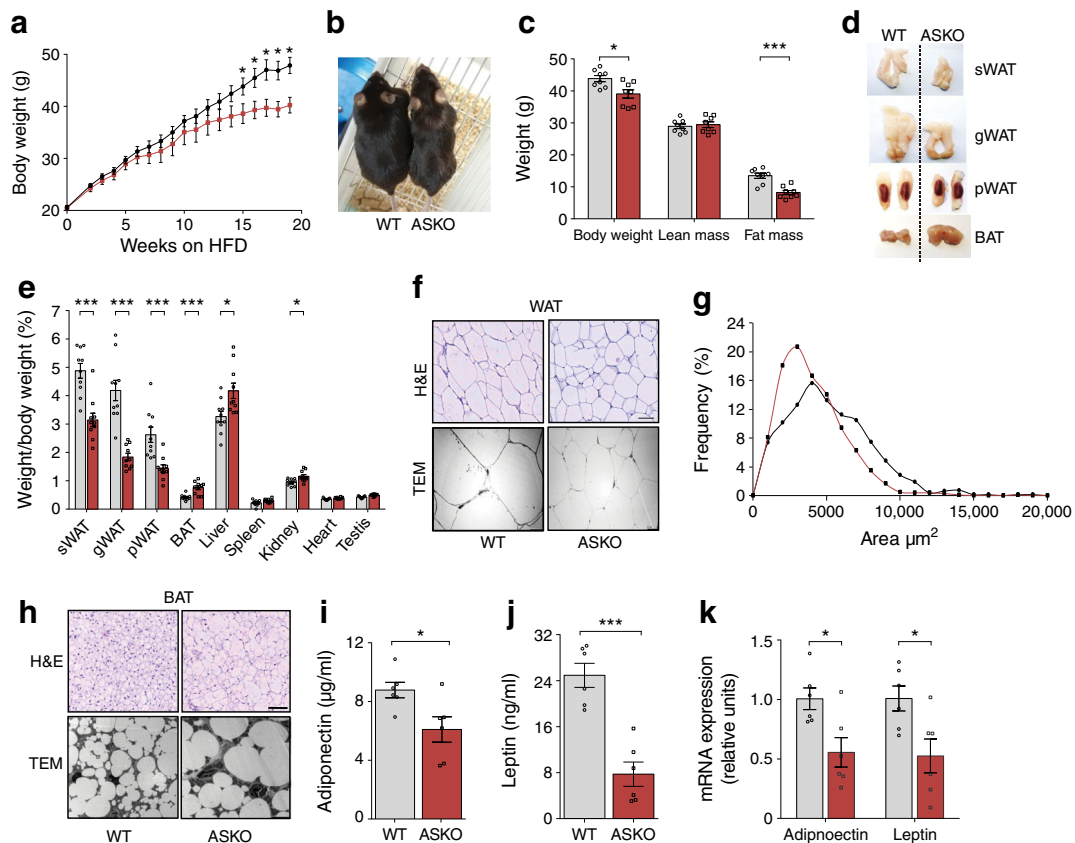 a
Body weight (g)
50
40
30
20
0 5 10 15 20
Weeks on HFD
* * * * *
b
WT ASKO
c
Weight (g)
60
50
40
30
20
10
0
* ***
Body weight Lean mass Fat mass
d
WT ASKO
sWAT
gWAT
pWAT
BAT
e
Weight/body weight (%)
7
6
5
4
3
2
1
0
*** *** *** *** * *
sWAT gWAT pWAT BAT Liver Spleen Kidney Heart Testis
f
WAT
H&E
TEM
WT ASKO
g
Frequency (%)
24
20
16
12
8
4
0
0 5000 10,000 15,000 20,000
Area µm²
h
BAT
H&E
TEM
WT ASKO
i
Adiponectin (µg/ml)
12
8
4
0
*
WT ASKO
j
Leptin (ng/ml)
32
24
16
8
0
***
WT ASKO
k
mRNA expression
(relative units)
1.5
1.0
0.5
0.0
* *
Adipnoectin Leptin